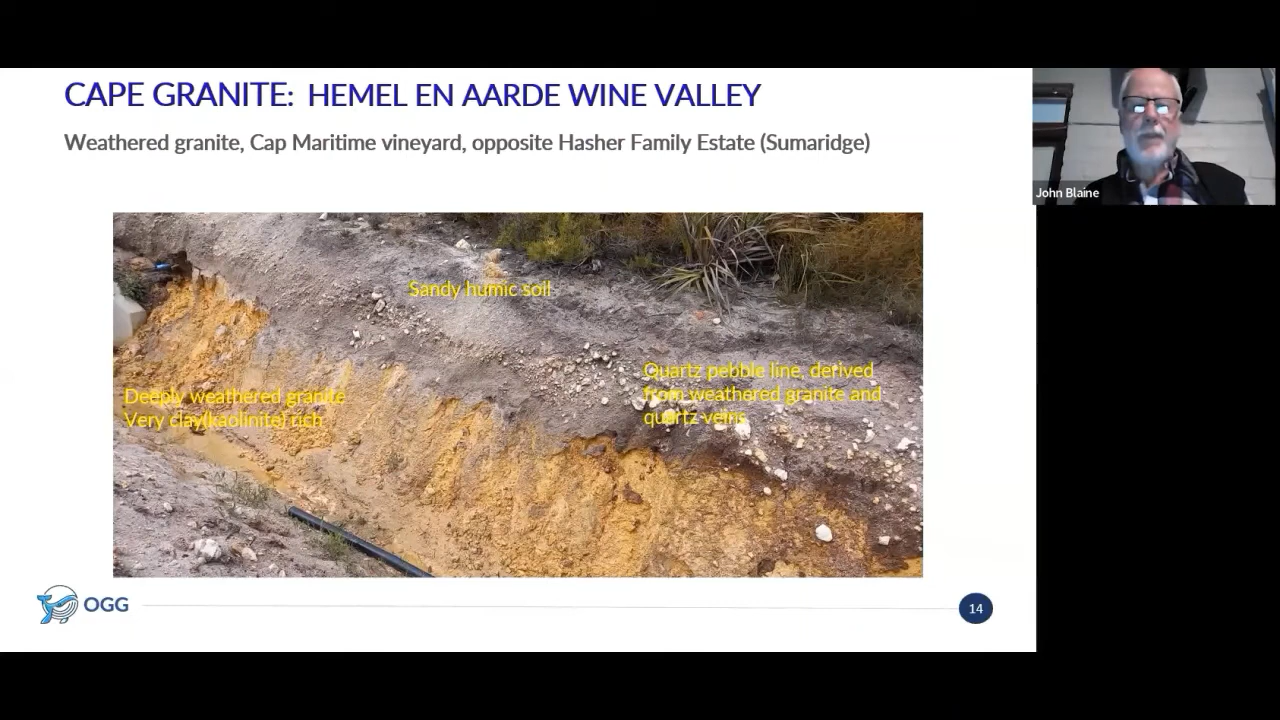 CAPE GRANITE: HEMEL EN AARDE WINE VALLEY
Weathered granite, Cap Maritime vineyard, opposite Hasher Family Estate (Sumaridge)
John Blaine
Sandy humic soil
Quartz pebble line, derived
from weathered granite and
quartz veins
Deeply weathered granite
Very clay(kaolinite) rich
OGG
14